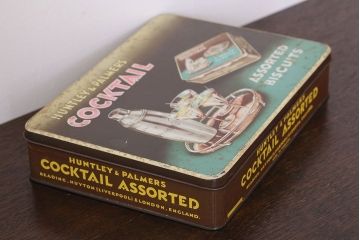 HUNTLEY & PALMERS
COCKTAIL
ASSORTED
BISCUITS
HUNTLEY & PALMERS
COCKTAIL ASSORTED
READING, HUYTON (LIVERPOOL) & LONDON, ENGLAND.
HUNTLEY & PALMERS
COCKTAIL ASSORTED